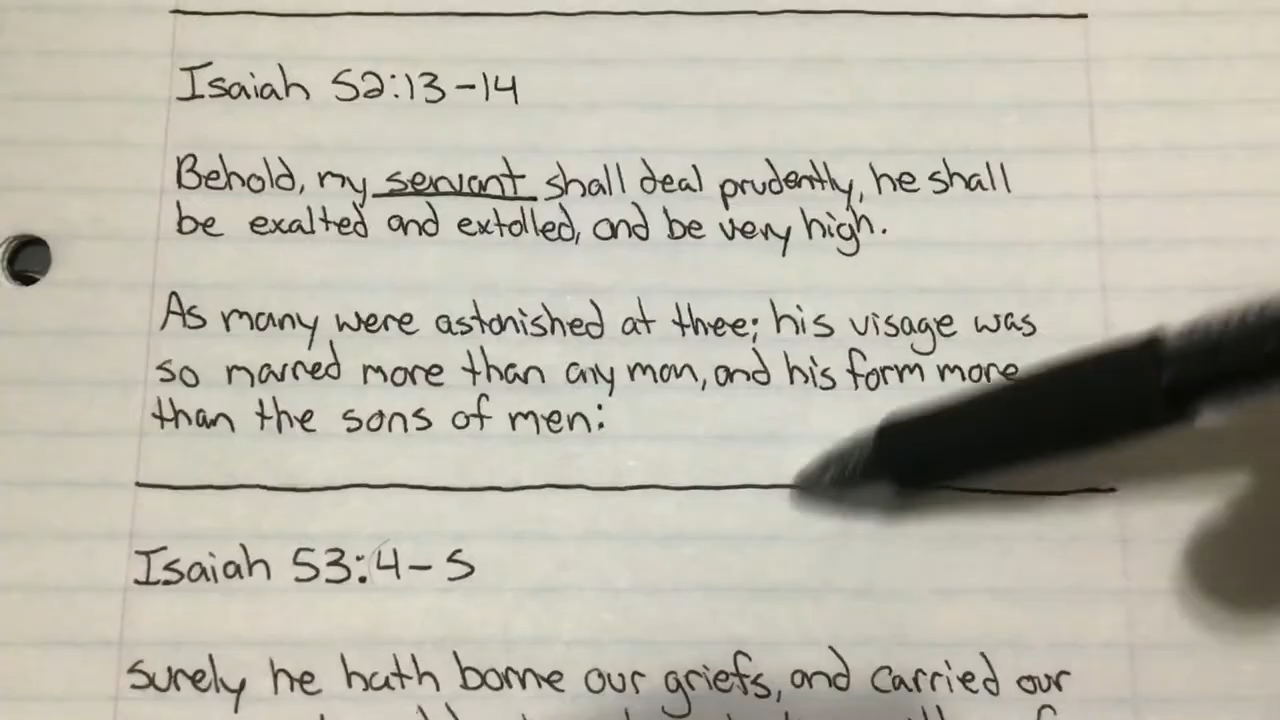 Isaiah 52:13-14
Behold, my servant shall deal prudently, he shall
be exalted and extolled, and be very high.
As many were astonished at thee; his visage was
so marred more than any man, and his form more
than the sons of men:
Isaiah 53:4-5
surely he hath borne our griefs, and carried our